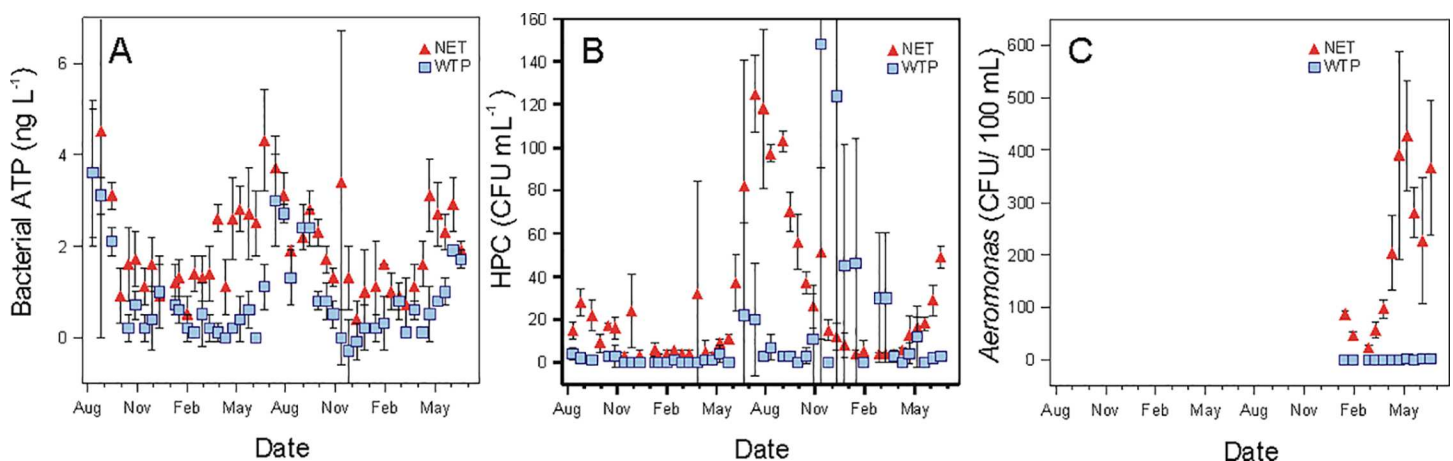 A
NET
WTP
Bacterial ATP (ng L⁻¹)
6
4
2
0
Aug Nov Feb May Aug Nov Feb May
Date
B
NET
WTP
HPC (CFU mL⁻¹)
160
140
120
100
80
60
40
20
0
Aug Nov Feb May Aug Nov Feb May
Date
C
NET
WTP
Aeromonas (CFU/ 100 mL)
600
500
400
300
200
100
0
Aug Nov Feb May Aug Nov Feb May
Date